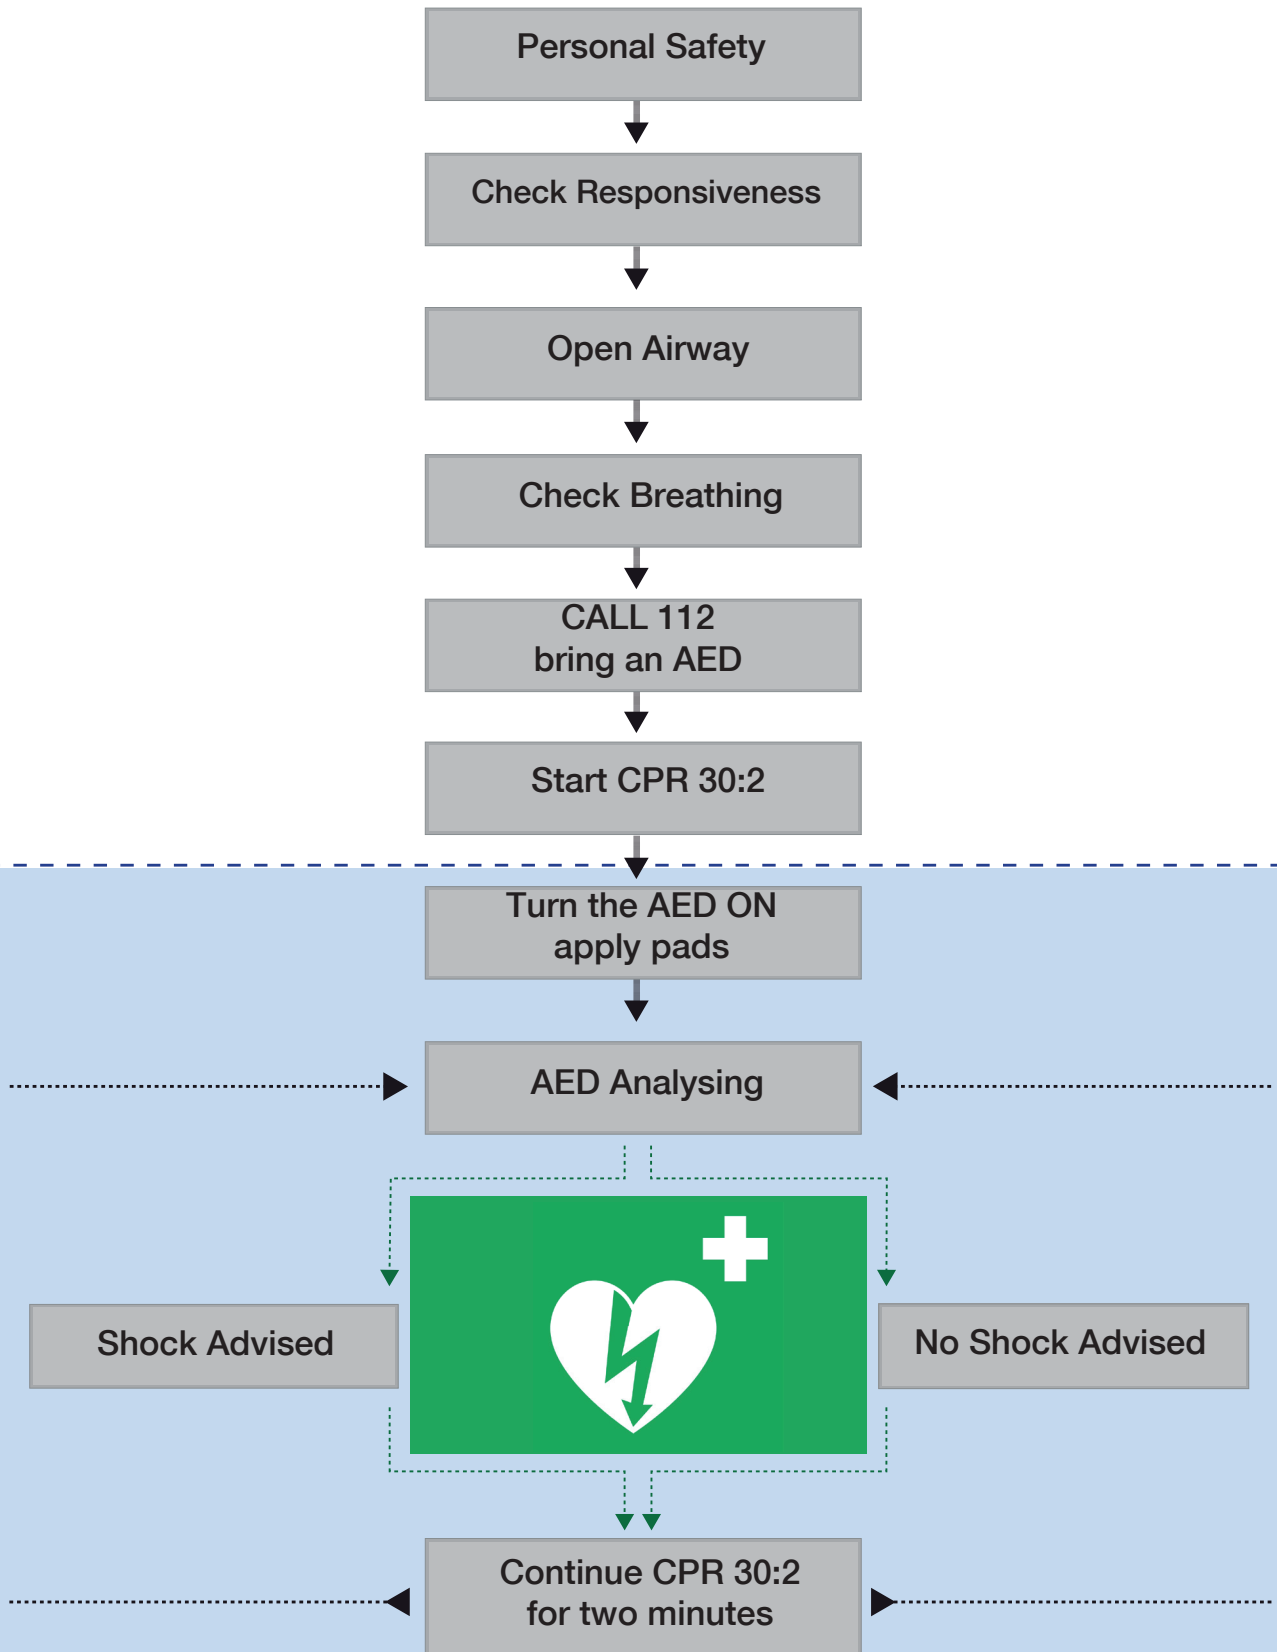 Personal Safety
Check Responsiveness
Open Airway
Check Breathing
CALL 112
bring an AED
Start CPR 30:2
Turn the AED ON
apply pads
AED Analysing
Shock Advised
No Shock Advised
Continue CPR 30:2
for two minutes